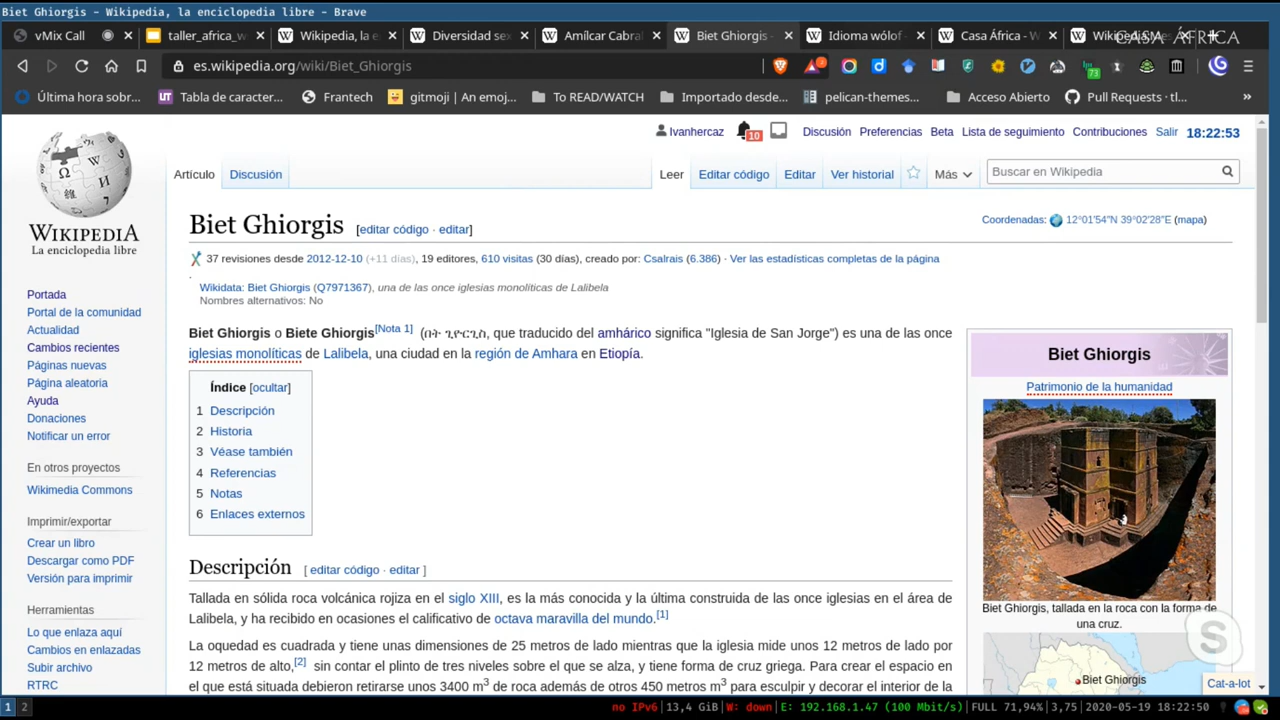 Biet Ghiorgis - Wikipedia, la enciclopedia libre - Brave
vMix Call
taller_africa_w
Wikipedia, la e
Diversidad sex
Amílcar Cabral
Biet Ghiorgis -
Idioma wólof -
Casa África - W
CASA ÁFRICA
es.wikipedia.org/wiki/Biet_Ghiorgis
73
Última hora sobr...
UT Tabla de caracter...
Frantech
gitmoji | An emoj...
To READ/WATCH
Importado desde...
pelican-themes...
Acceso Abierto
Pull Requests · tl...
»
Ivanhercaz
10
Discusión
Preferencias
Beta
Lista de seguimiento
Contribuciones
Salir
18:22:53
Artículo
Discusión
Leer
Editar código
Editar
Ver historial
Más
Buscar en Wikipedia
WIKIPEDIA
La enciclopedia libre
Biet Ghiorgis [editar código · editar]
Coordenadas: 12°01′54″N 39°02′28″E (mapa)
37 revisiones desde 2012-12-10 (+11 días), 19 editores, 610 visitas (30 días), creado por: Csalrais (6.386) · Ver las estadísticas completas de la página
.
Wikidata: Biet Ghiorgis (Q7971367), una de las once iglesias monolíticas de Lalibela
Nombres alternativos: No
Biet Ghiorgis o Biete Ghiorgis[Nota 1] (በት ጊዮርጊስ, que traducido del amhárico significa "Iglesia de San Jorge") es una de las once
iglesias monolíticas de Lalibela, una ciudad en la región de Amhara en Etiopía.
Índice [ocultar]
1 Descripción
2 Historia
3 Véase también
4 Referencias
5 Notas
6 Enlaces externos
Descripción [ editar código · editar ]
Tallada en sólida roca volcánica rojiza en el siglo XIII, es la más conocida y la última construida de las once iglesias en el área de
Lalibela, y ha recibido en ocasiones el calificativo de octava maravilla del mundo.[1]
La oquedad es cuadrada y tiene unas dimensiones de 25 metros de lado mientras que la iglesia mide unos 12 metros de lado por
12 metros de alto,[2] sin contar el plinto de tres niveles sobre el que se alza, y tiene forma de cruz griega. Para crear el espacio en
el que está situada debieron retirarse unos 3400 m³ de roca además de otros 450 metros m³ para esculpir y decorar el interior de la
Portada
Portal de la comunidad
Actualidad
Cambios recientes
Páginas nuevas
Página aleatoria
Ayuda
Donaciones
Notificar un error
En otros proyectos
Wikimedia Commons
Imprimir/exportar
Crear un libro
Descargar como PDF
Versión para imprimir
Herramientas
Lo que enlaza aquí
Cambios en enlazadas
Subir archivo
RTRC
Biet Ghiorgis
Patrimonio de la humanidad
Biet Ghiorgis, tallada en la roca con la forma de
una cruz.
Biet Ghiorgis
Cat-a-lot
1 2
no IPv6 | 13,4 GiB | W: down | E: 192.168.1.47 (100 Mbit/s) | FULL 71,94% | 3,75 | 2020-05-19 18:22:50